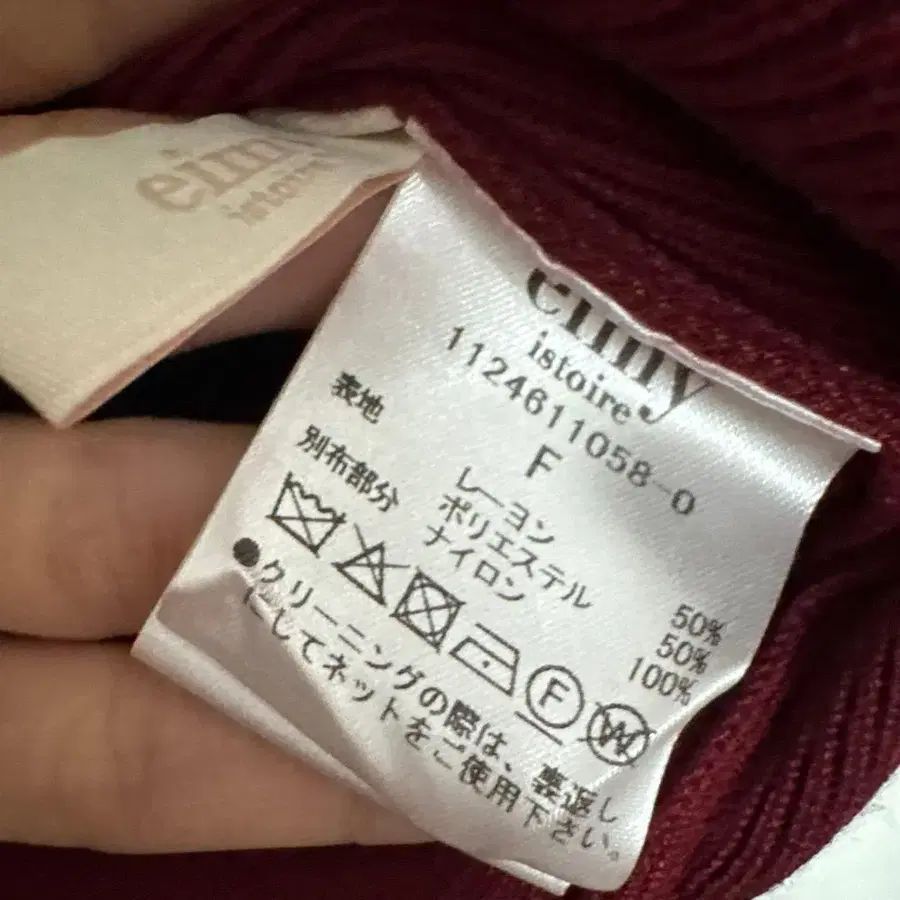 eimy
istoire
eimy
istoire
1124611058-0
F
表地 レーヨン 50%
ポリエステル 50%
別布部分 ナイロン 100%
F
W
●クリーニングの際は、裏返し
にしてネットをご使用下さい。